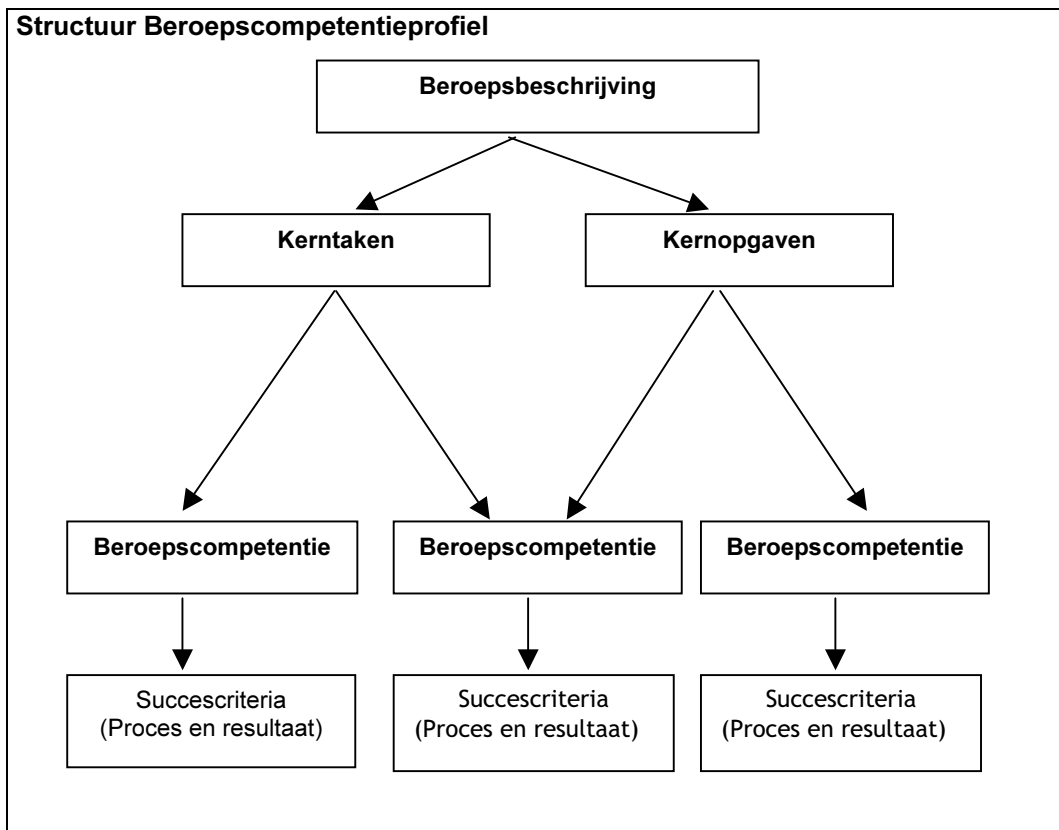 Structuur Beroepscompetentieprofiel
Beroepsbeschrijving
Kerntaken
Kernopgaven
Beroepscompetentie
Beroepscompetentie
Beroepscompetentie
Succescriteria
(Proces en resultaat)
Succescriteria
(Proces en resultaat)
Succescriteria
(Proces en resultaat)